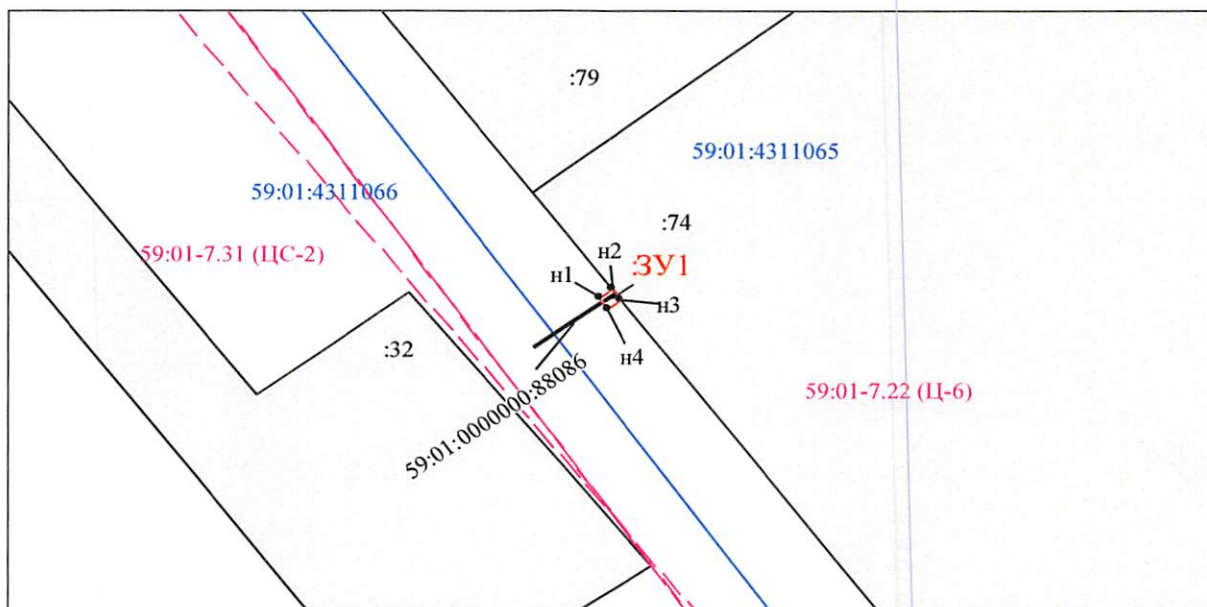 :79
59:01:4311065
59:01:4311066
:74
59:01-7.31 (ЦС-2)
н2
:ЗУ1
н1
н3
н4
:32
59:01:0000000:88086
59:01-7.22 (Ц-6)